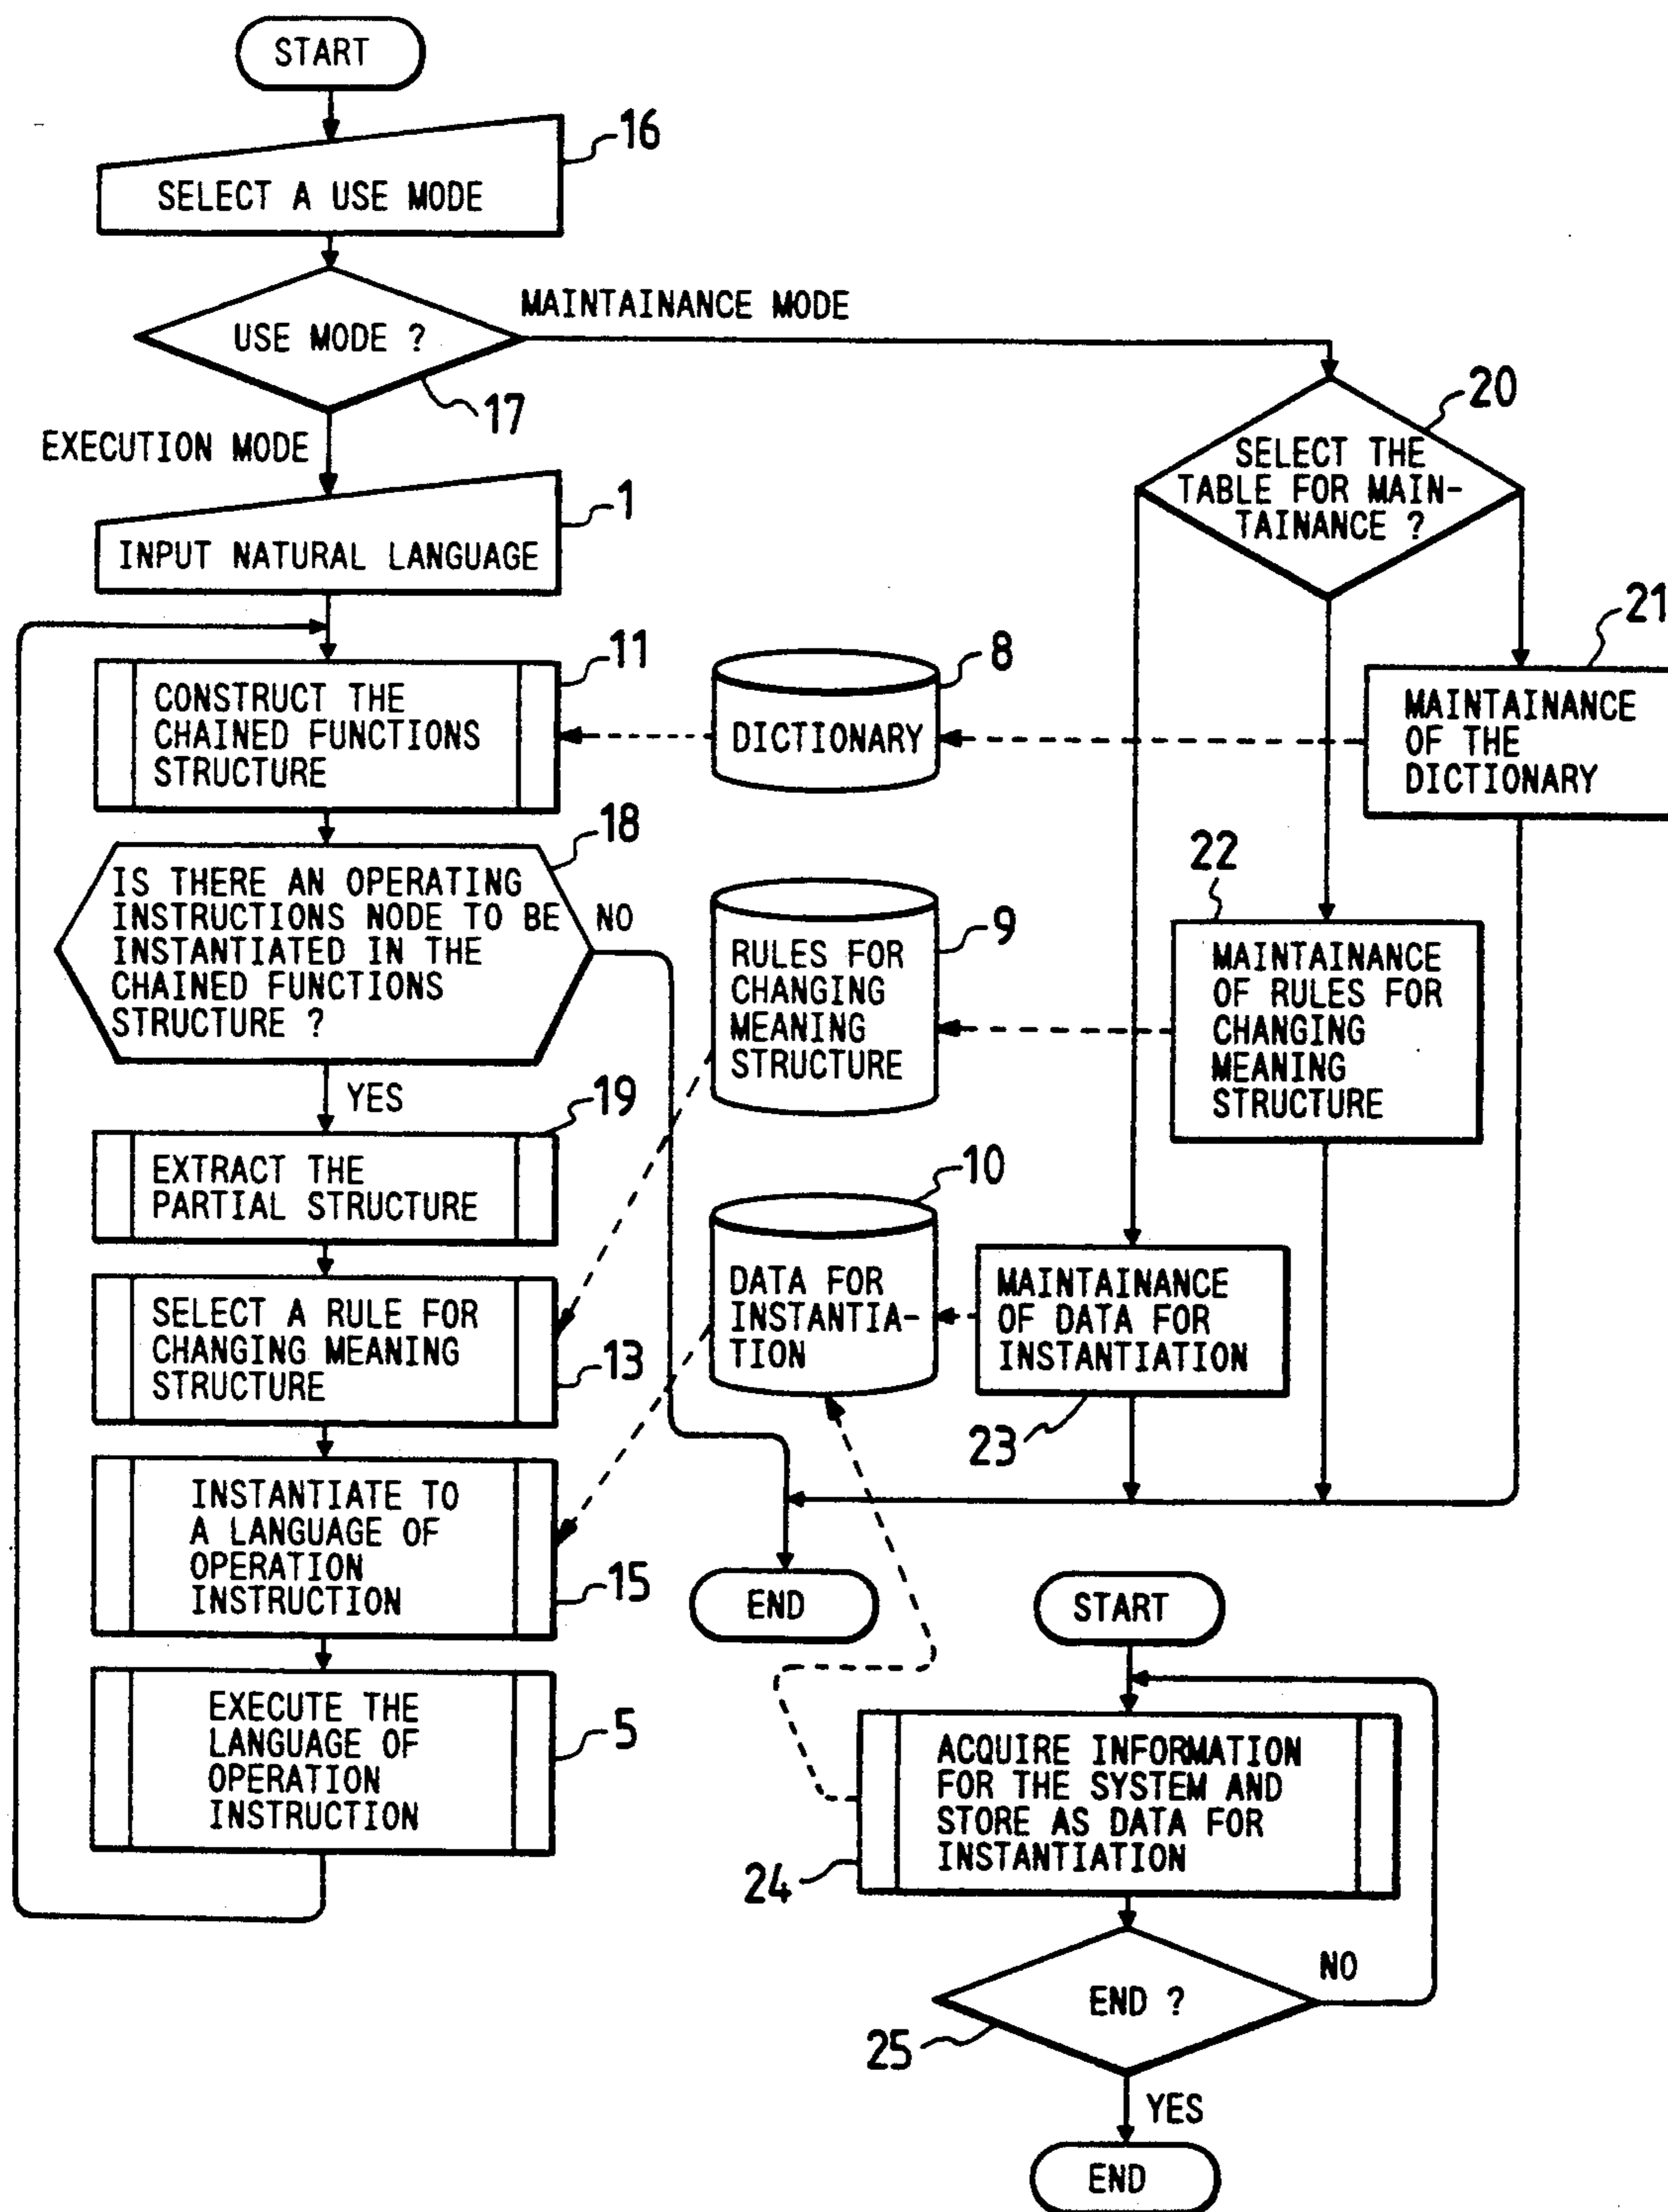 START
16
SELECT A USE MODE
MAINTAINANCE MODE
USE MODE ?
17
EXECUTION MODE
1
INPUT NATURAL LANGUAGE
20
SELECT THE
TABLE FOR MAIN-
TAINANCE ?
11
CONSTRUCT THE
CHAINED FUNCTIONS
STRUCTURE
8
DICTIONARY
21
MAINTAINANCE
OF THE
DICTIONARY
18
IS THERE AN OPERATING
INSTRUCTIONS NODE TO BE
INSTANTIATED IN THE
CHAINED FUNCTIONS
STRUCTURE ?
NO
YES
9
RULES FOR
CHANGING
MEANING
STRUCTURE
22
MAINTAINANCE
OF RULES FOR
CHANGING
MEANING
STRUCTURE
19
EXTRACT THE
PARTIAL STRUCTURE
10
DATA FOR
INSTANTIA-
TION
MAINTAINANCE
OF DATA FOR
INSTANTIATION
23
SELECT A RULE FOR
CHANGING MEANING
STRUCTURE
13
INSTANTIATE TO
A LANGUAGE OF
OPERATION
INSTRUCTION
15
END
START
EXECUTE THE
LANGUAGE OF
OPERATION
INSTRUCTION
5
ACQUIRE INFORMATION
FOR THE SYSTEM AND
STORE AS DATA FOR
INSTANTIATION
24
END ?
NO
25
YES
END